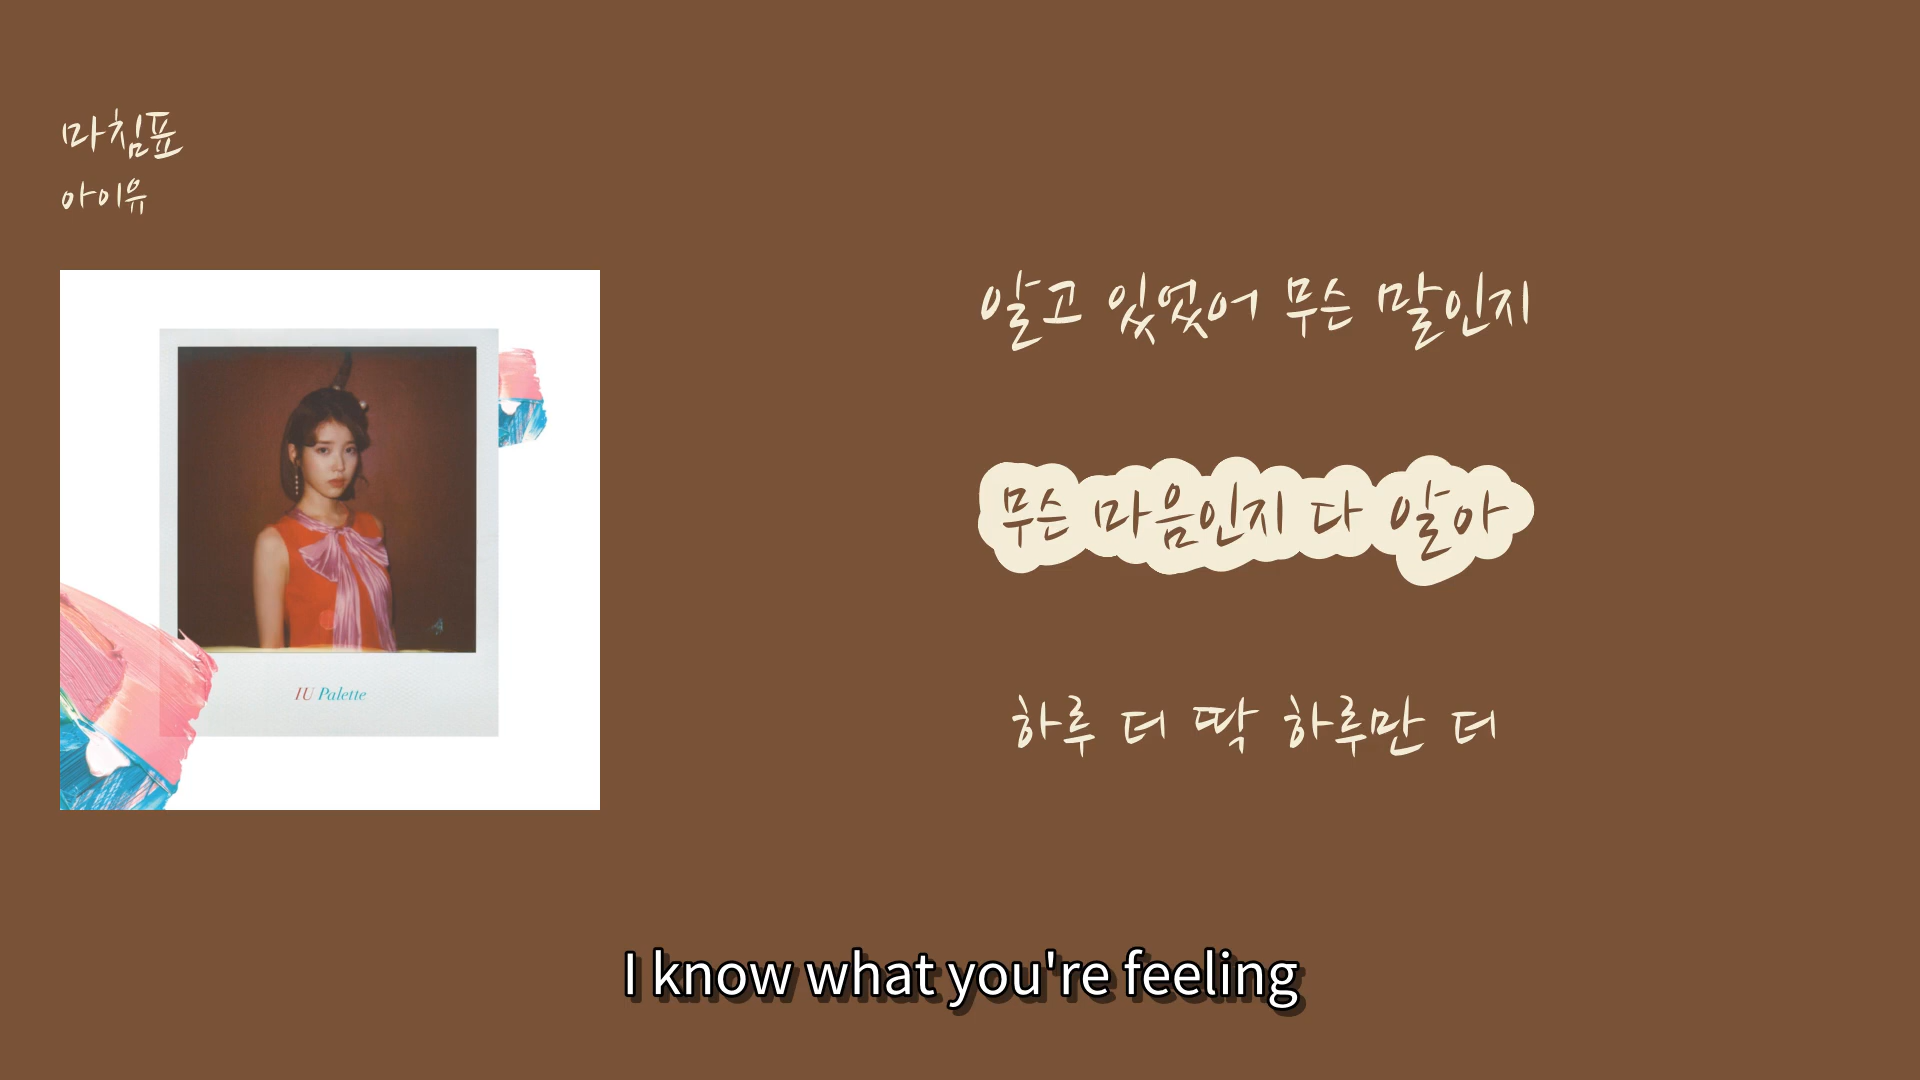 마침표
아이유
IU Palette
알고 있었어 무슨 말인지
무슨 마음인지 다 알아
하루 더 딱 하루만 더
I know what you're feeling